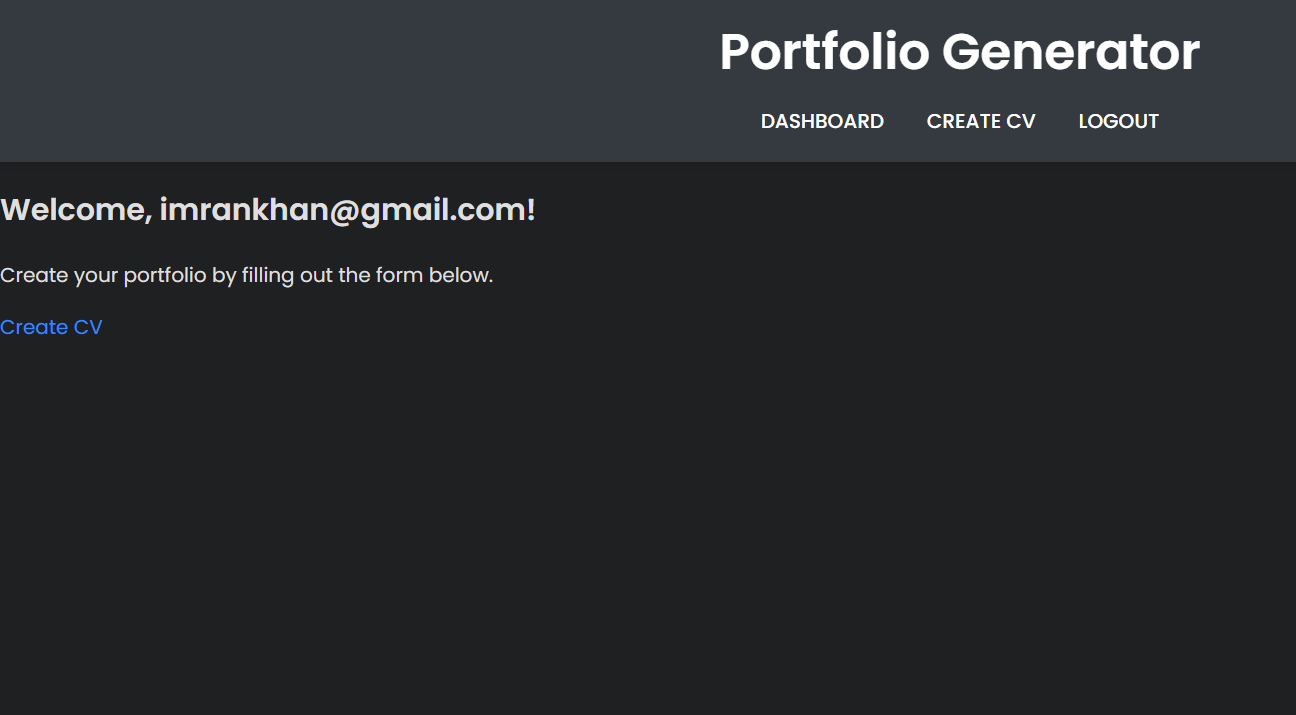 Portfolio Generator
DASHBOARD CREATE CV LOGOUT
Welcome, imrankhan@gmail.com!
Create your portfolio by filling out the form below.
Create CV